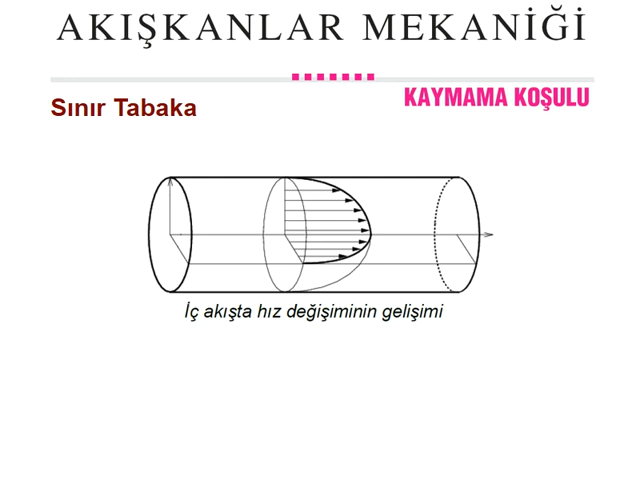 AKIŞKANLAR MEKANİĞİ
KAYMAMA KOŞULU
Sınır Tabaka
İç akışta hız değişiminin gelişimi